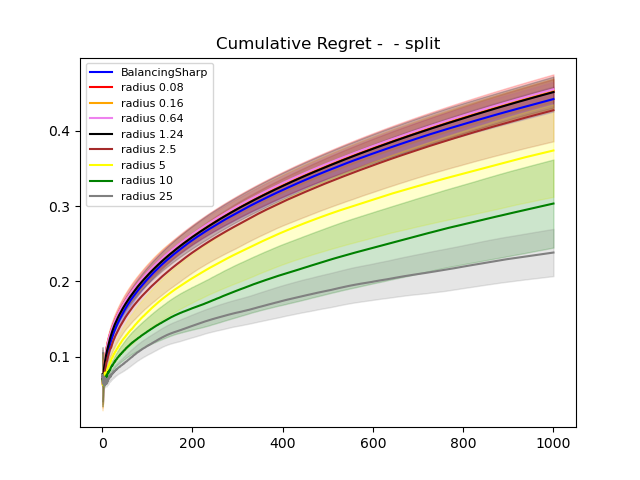 Cumulative Regret -  - split
BalancingSharp
radius 0.08
radius 0.16
radius 0.64
radius 1.24
radius 2.5
radius 5
radius 10
radius 25
0.4
0.3
0.2
0.1
0
200
400
600
800
1000